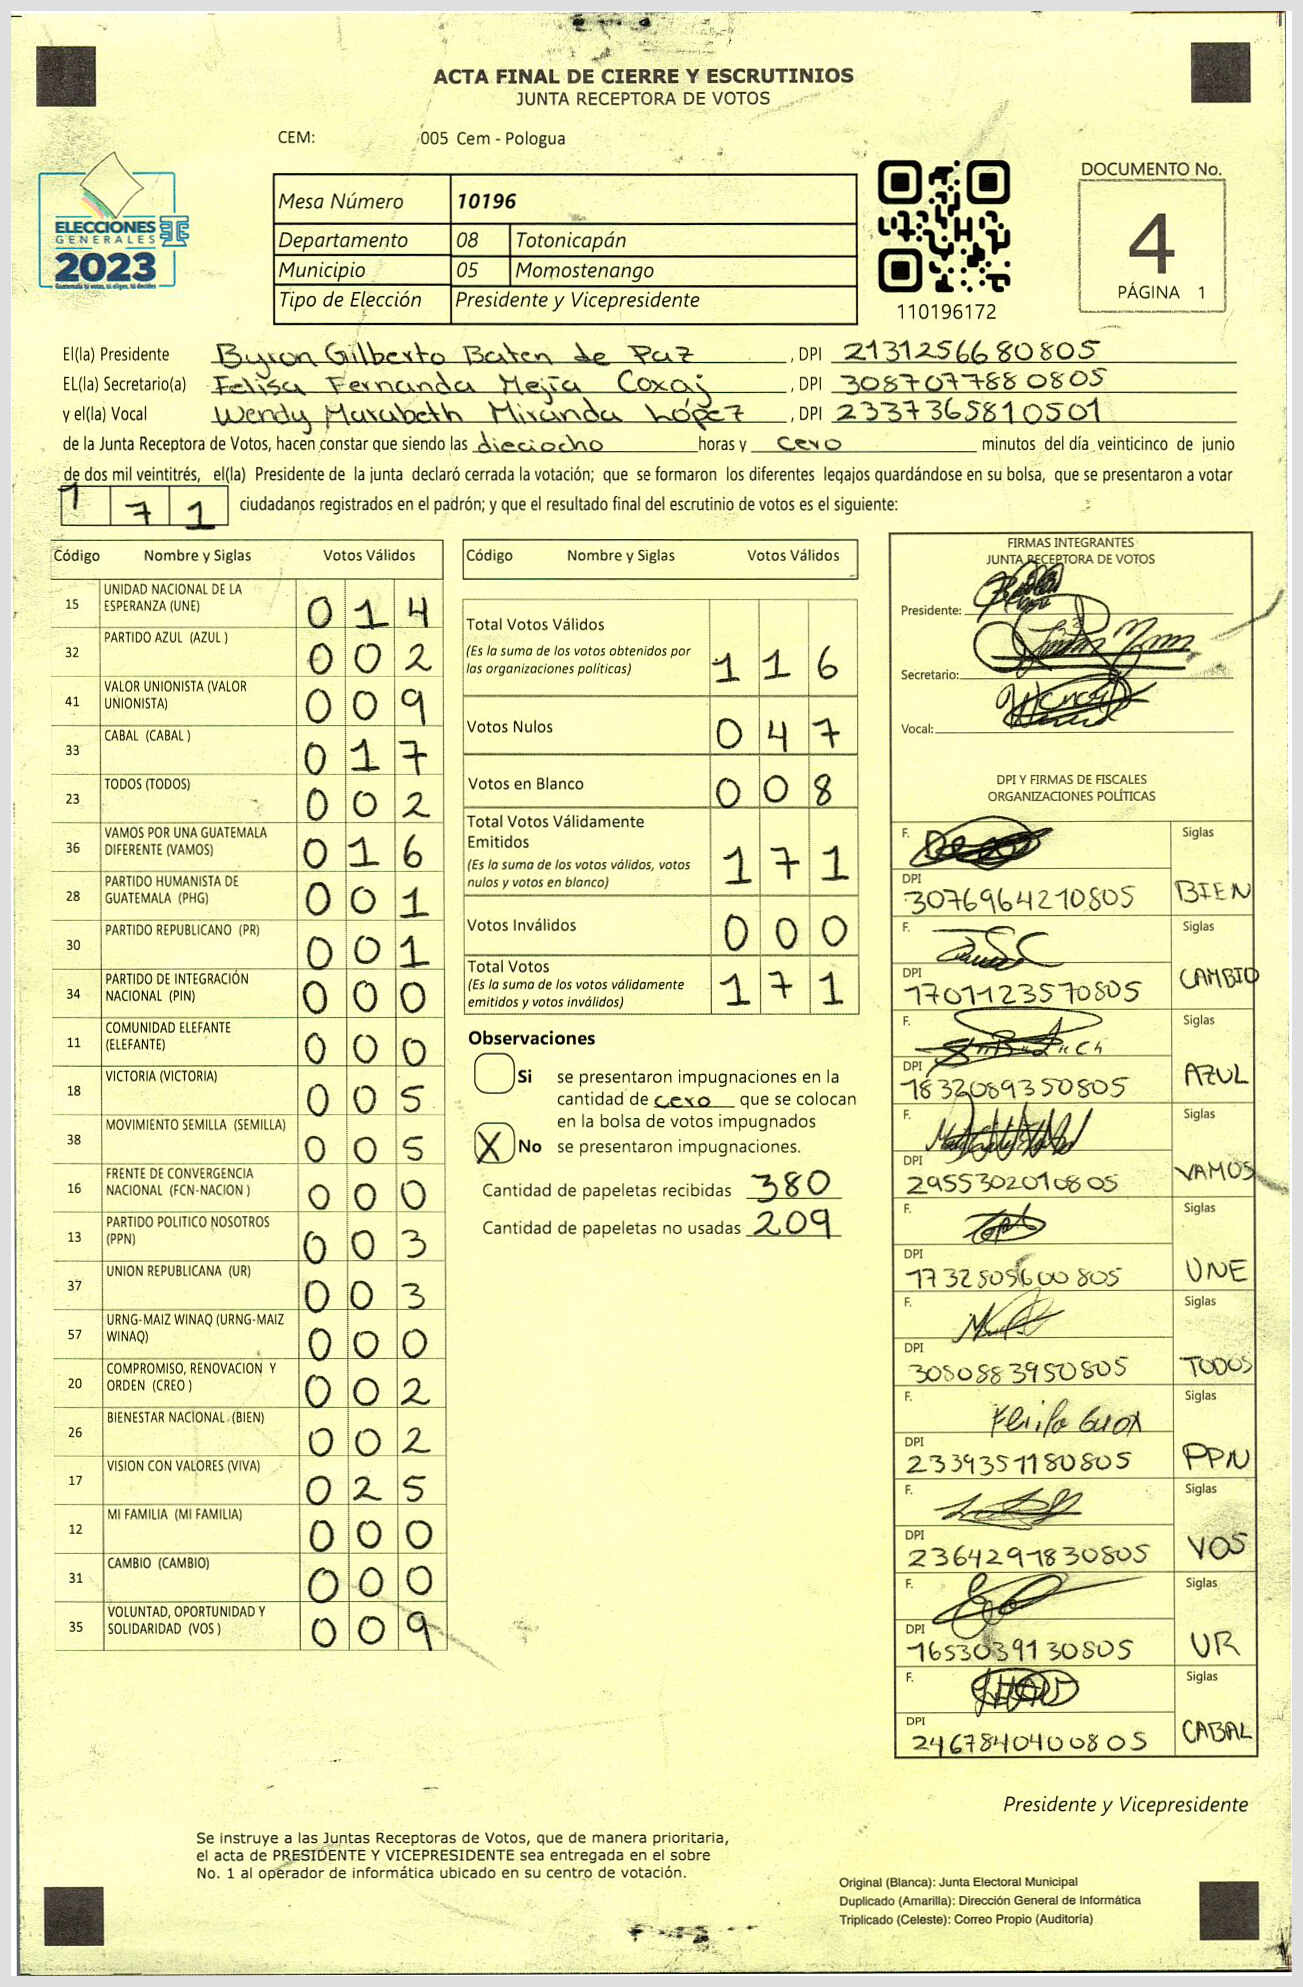 ACTA FINAL DE CIERRE Y ESCRUTINIOS
JUNTA RECEPTORA DE VOTOS
CEM: 005 Cem - Pologua
ELECCIONES
GENERALES
2023
Guatemala tú votas, tú eliges, tú decides
Mesa Número 10196
Departamento 08 Totonicapán
Municipio 05 Momostenango
Tipo de Elección Presidente y Vicepresidente
110196172
DOCUMENTO No.
4
PÁGINA 1
El(la) Presidente Byron Gilberto Baten de Paz, DPI 2131256680805
EL(la) Secretario(a) Felisa Fernanda Mejía Coxaj, DPI 3087077880805
y el(la) Vocal Wendy Marabeth Miranda López, DPI 2337365810501
de la Junta Receptora de Votos, hacen constar que siendo las dieciocho horas y cero minutos del día veinticinco de junio
de dos mil veintitrés, el(la) Presidente de la junta declaró cerrada la votación; que se formaron los diferentes legajos guardándose en su bolsa, que se presentaron a votar
1 7 1 ciudadanos registrados en el padrón; y que el resultado final del escrutinio de votos es el siguiente:
Código Nombre y Siglas Votos Válidos
15 UNIDAD NACIONAL DE LA ESPERANZA (UNE) 0 1 4
32 PARTIDO AZUL (AZUL ) 0 0 2
41 VALOR UNIONISTA (VALOR UNIONISTA) 0 0 9
33 CABAL (CABAL ) 0 1 7
23 TODOS (TODOS) 0 0 2
36 VAMOS POR UNA GUATEMALA DIFERENTE (VAMOS) 0 1 6
28 PARTIDO HUMANISTA DE GUATEMALA (PHG) 0 0 1
30 PARTIDO REPUBLICANO (PR) 0 0 1
34 PARTIDO DE INTEGRACIÓN NACIONAL (PIN) 0 0 0
11 COMUNIDAD ELEFANTE (ELEFANTE) 0 0 0
18 VICTORIA (VICTORIA) 0 0 5
38 MOVIMIENTO SEMILLA (SEMILLA) 0 0 5
16 FRENTE DE CONVERGENCIA NACIONAL (FCN-NACION ) 0 0 0
13 PARTIDO POLITICO NOSOTROS (PPN) 0 0 3
37 UNION REPUBLICANA (UR) 0 0 3
57 URNG-MAIZ WINAQ (URNG-MAIZ WINAQ) 0 0 0
20 COMPROMISO, RENOVACION Y ORDEN (CREO ) 0 0 2
26 BIENESTAR NACIONAL (BIEN) 0 0 2
17 VISION CON VALORES (VIVA) 0 2 5
12 MI FAMILIA (MI FAMILIA) 0 0 0
31 CAMBIO (CAMBIO) 0 0 0
35 VOLUNTAD, OPORTUNIDAD Y SOLIDARIDAD (VOS ) 0 0 9
Código Nombre y Siglas Votos Válidos
Total Votos Válidos
(Es la suma de los votos obtenidos por las organizaciones políticas) 1 1 6
Votos Nulos 0 4 7
Votos en Blanco 0 0 8
Total Votos Válidamente Emitidos
(Es la suma de los votos válidos, votos nulos y votos en blanco) 1 7 1
Votos Inválidos 0 0 0
Total Votos
(Es la suma de los votos válidamente emitidos y votos inválidos) 1 7 1
Observaciones
Si se presentaron impugnaciones en la
cantidad de cero que se colocan
en la bolsa de votos impugnados
X No se presentaron impugnaciones.
Cantidad de papeletas recibidas 380
Cantidad de papeletas no usadas 209
FIRMAS INTEGRANTES
JUNTA RECEPTORA DE VOTOS
Presidente:
Secretario:
Vocal:
DPI Y FIRMAS DE FISCALES
ORGANIZACIONES POLÍTICAS
F. Siglas
DPI 3076964210805 BIEN
F. Siglas
DPI 1701123570805 CAMBIO
F. Siglas
DPI 1832089350805 AZUL
F. Siglas
DPI 2955302010805 VAMOS
F. Siglas
DPI 1732505600805 UNE
F. Siglas
DPI 3050883950805 TODOS
F. Siglas
DPI 2339351180805 PPN
F. Siglas
DPI 2364291830805 VOS
F. Siglas
DPI 1653039130805 UR
F. Siglas
DPI 2467840400805 CABAL
Presidente y Vicepresidente
Se instruye a las Juntas Receptoras de Votos, que de manera prioritaria,
el acta de PRESIDENTE Y VICEPRESIDENTE sea entregada en el sobre
No. 1 al operador de informática ubicado en su centro de votación.
Original (Blanca): Junta Electoral Municipal
Duplicado (Amarilla): Dirección General de Informática
Triplicado (Celeste): Correo Propio (Auditoría)